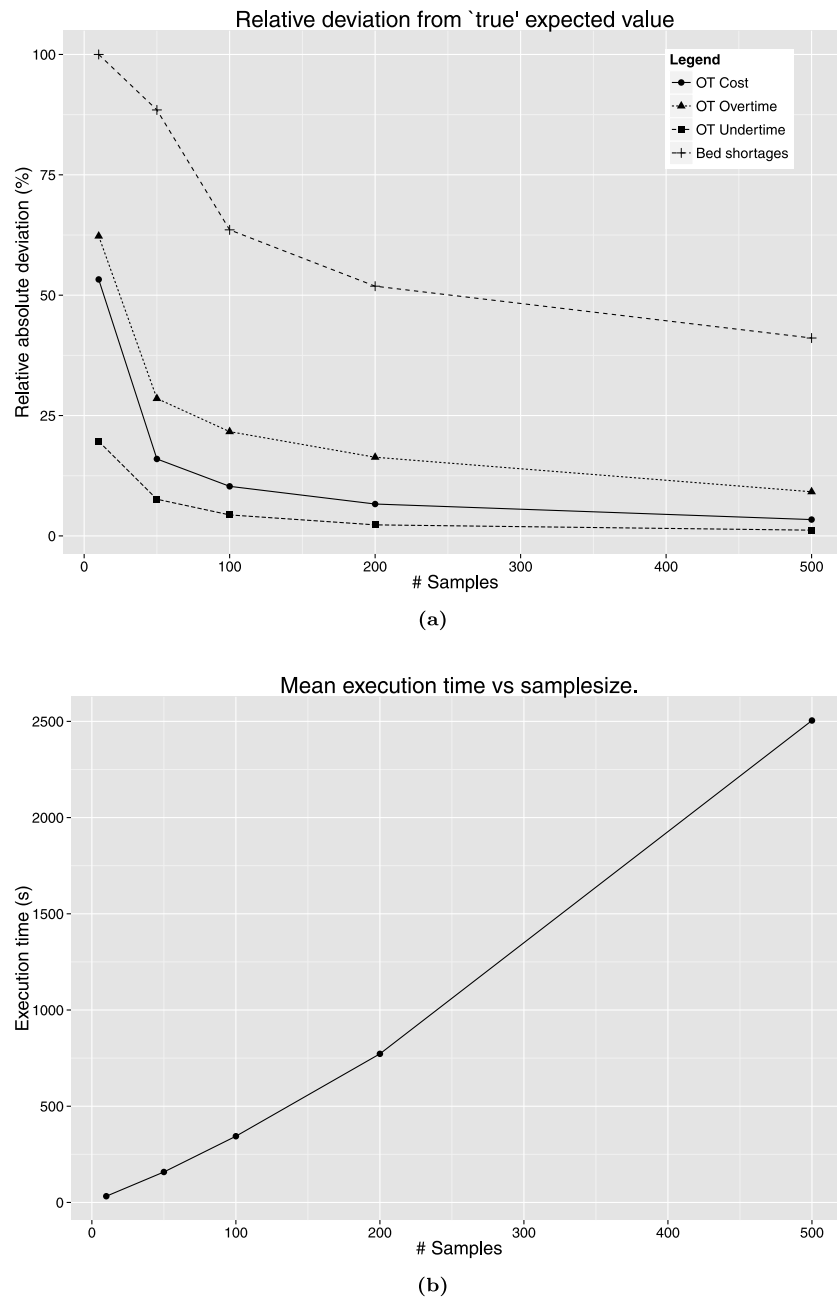 Relative deviation from `true' expected value
100
75
50
25
0
Relative absolute deviation (%)
Legend
OT Cost
OT Overtime
OT Undertime
Bed shortages
0 100 200 300 400 500
# Samples
(a)
Mean execution time vs samplesize.
2500
2000
1500
1000
500
0
Execution time (s)
0 100 200 300 400 500
# Samples
(b)